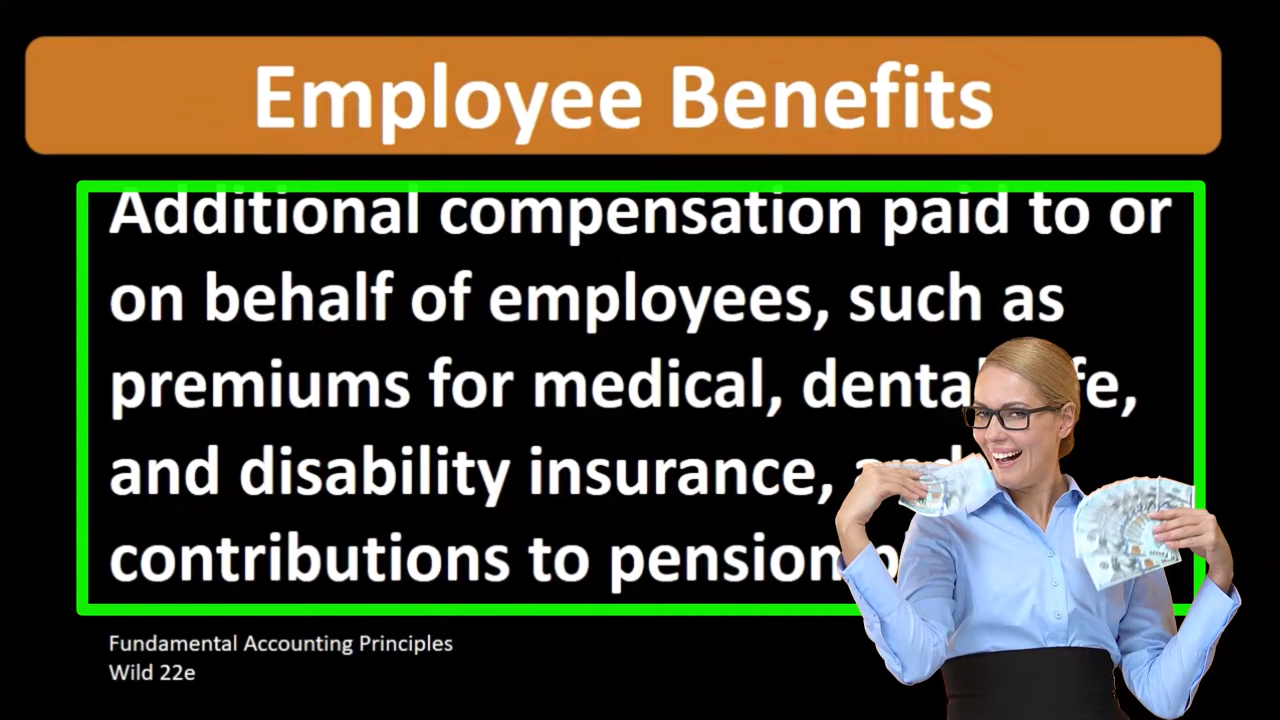 Employee Benefits
Additional compensation paid to or
on behalf of employees, such as
premiums for medical,
and disability insurance,
contributions to pension
Fundamental Accounting Principles
Wild 22e